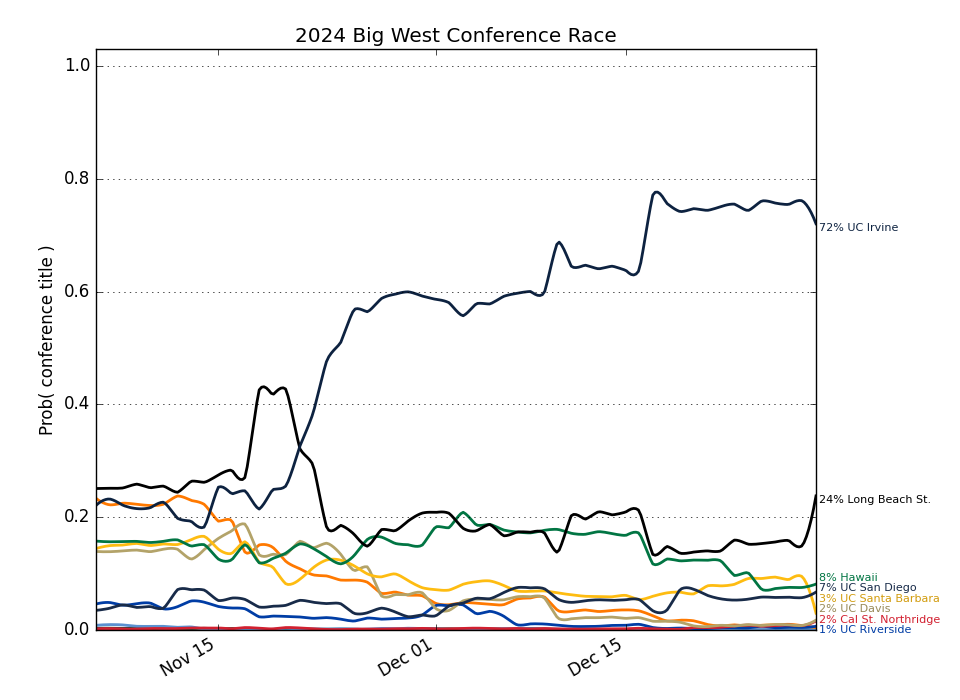 2024 Big West Conference Race
Prob( conference title )
1.0
0.8
0.6
0.4
0.2
0.0
Nov 15
Dec 01
Dec 15
72% UC Irvine
24% Long Beach St.
8% Hawaii
7% UC San Diego
3% UC Santa Barbara
2% UC Davis
2% Cal St. Northridge
1% UC Riverside